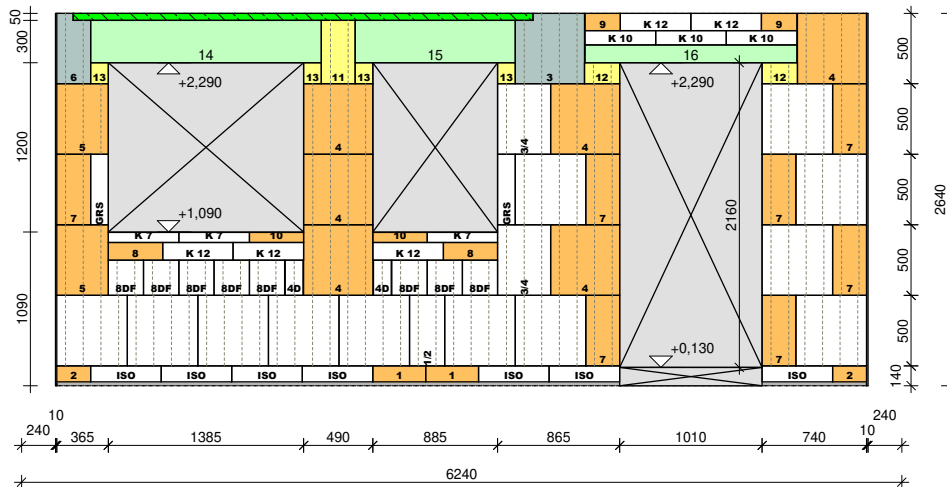 50
300
1200
1090
14
15
9
K 12
K 12
9
K 10
K 10
K 10
16
6
13
+2,290
13
11
13
13
3
12
+2,290
12
4
5
4
3/4
4
7
7
GRS
+1,090
4
GRS
7
2160
7
K 7
K 7
10
10
K 7
8
K 12
K 12
K 12
8
5
8DF
8DF
8DF
8DF
8DF
4D
4
4D
8DF
8DF
8DF
3/4
4
7
1/2
7
+0,130
7
2
ISO
ISO
ISO
ISO
1
1
ISO
ISO
ISO
2
500
500
500
500
500
140
2640
10
240
365
1385
490
885
865
1010
740
10
240
6240